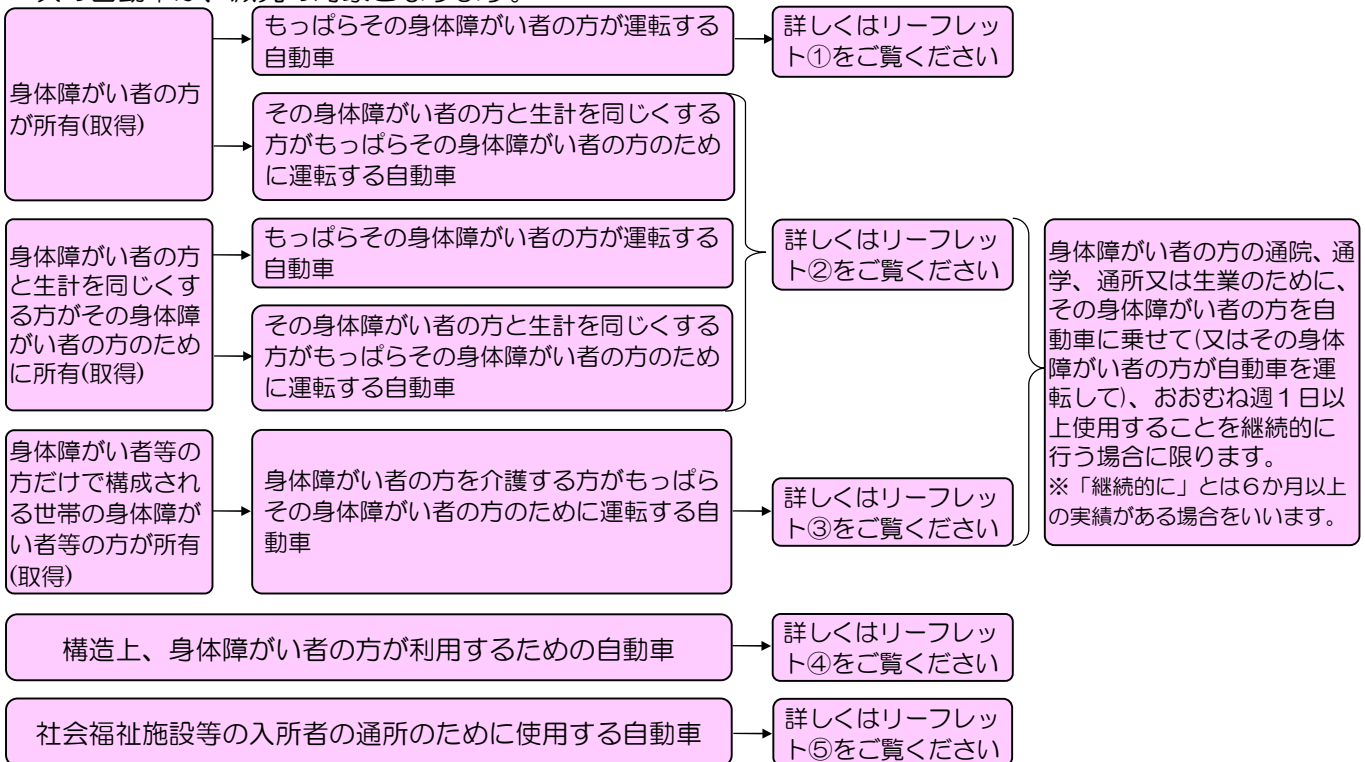 もっぱらその身体障がい者の方が運転する
自動車
詳しくはリーフレッ
ト①をご覧ください
身体障がい者の方
が所有(取得)
その身体障がい者の方と生計を同じくする
方がもっぱらその身体障がい者の方のため
に運転する自動車
身体障がい者の方
と生計を同じくす
る方がその身体障
がい者の方のため
に所有(取得)
もっぱらその身体障がい者の方が運転する
自動車
その身体障がい者の方と生計を同じくする
方がもっぱらその身体障がい者の方のため
に運転する自動車
詳しくはリーフレッ
ト②をご覧ください
身体障がい者の方の通院、通
学、通所又は生業のために、
その身体障がい者の方を自
動車に乗せて(又はその身体
障がい者の方が自動車を運
転して)、おおむね週1日以
上使用することを継続的に
行う場合に限ります。
※「継続的に」とは6か月以上
の実績がある場合をいいます。
身体障がい者等の
方だけで構成され
る世帯の身体障が
い者等の方が所有
(取得)
身体障がい者の方を介護する方がもっぱら
その身体障がい者の方のために運転する自
動車
詳しくはリーフレッ
ト③をご覧ください
構造上、身体障がい者の方が利用するための自動車
詳しくはリーフレッ
ト④をご覧ください
社会福祉施設等の入所者の通所のために使用する自動車
詳しくはリーフレッ
ト⑤をご覧ください